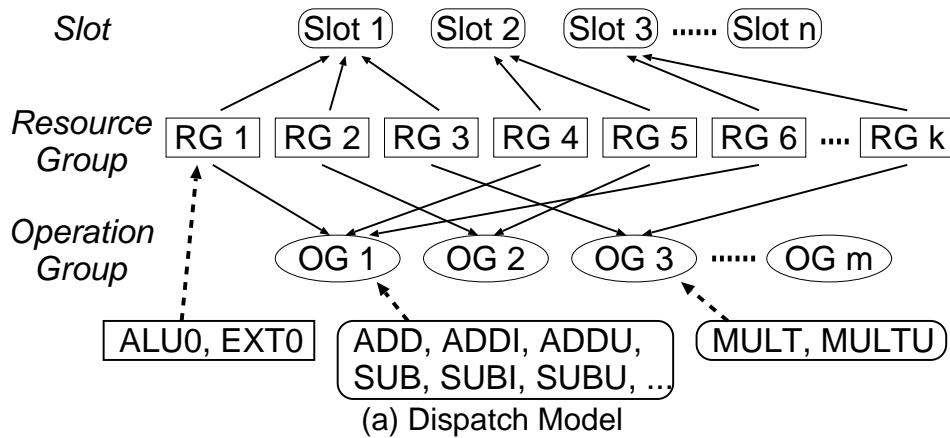 Slot Slot 1 Slot 2 Slot 3 ...... Slot n
Resource
Group
RG 1 RG 2 RG 3 RG 4 RG 5 RG 6 .... RG k
Operation
Group
OG 1 OG 2 OG 3 ...... OG m
ALU0, EXT0
ADD, ADDI, ADDU,
SUB, SUBI, SUBU, ...
MULT, MULTU
(a) Dispatch Model